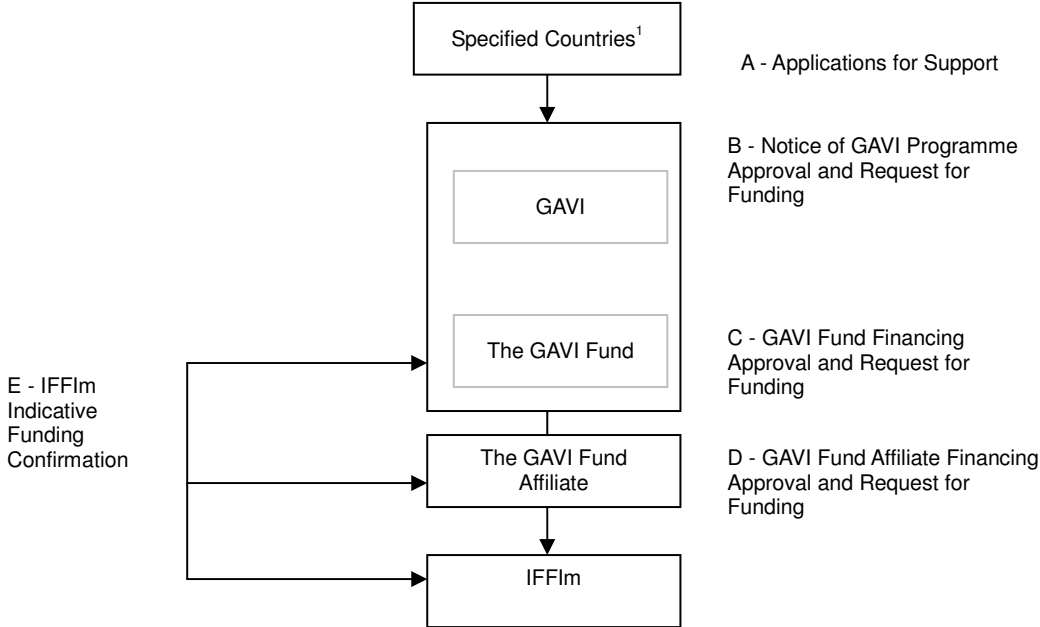 Specified Countries1
A - Applications for Support
B - Notice of GAVI Programme
Approval and Request for
Funding
GAVI
The GAVI Fund
C - GAVI Fund Financing
Approval and Request for
Funding
E - IFFIm
Indicative
Funding
Confirmation
The GAVI Fund
Affiliate
D - GAVI Fund Affiliate Financing
Approval and Request for
Funding
IFFIm